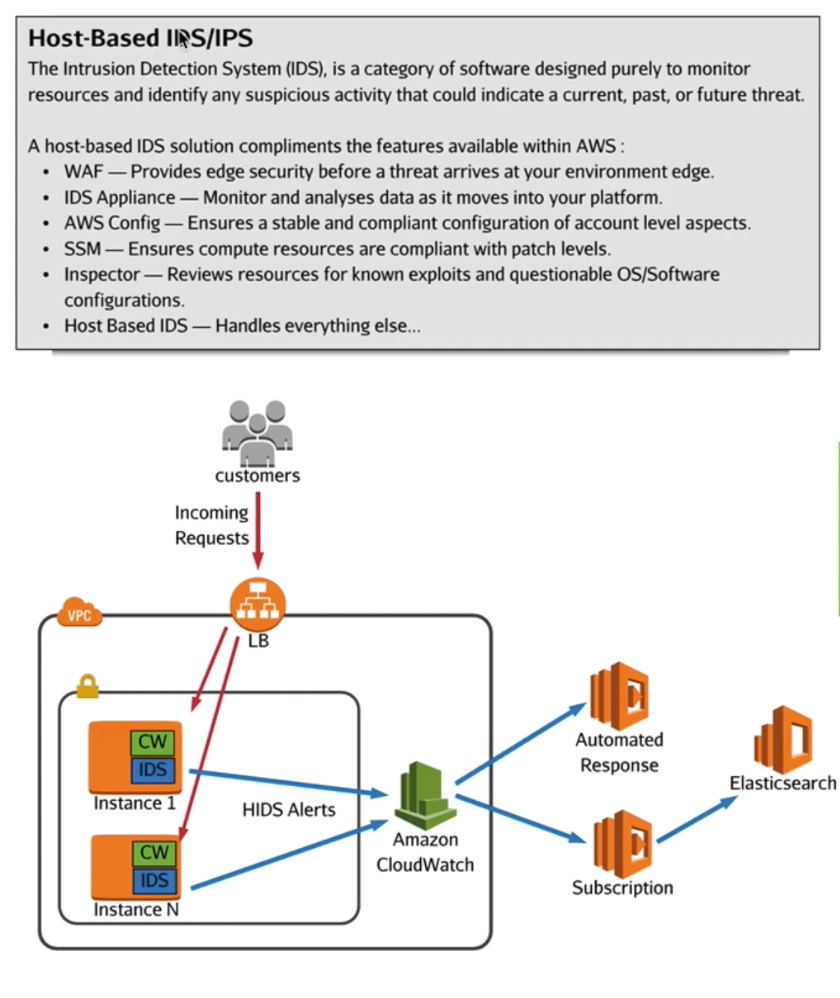 Host-Based IDS/IPS
The Intrusion Detection System (IDS), is a category of software designed purely to monitor
resources and identify any suspicious activity that could indicate a current, past, or future threat.
A host-based IDS solution compliments the features available within AWS :
• WAF — Provides edge security before a threat arrives at your environment edge.
• IDS Appliance — Monitor and analyses data as it moves into your platform.
• AWS Config — Ensures a stable and compliant configuration of account level aspects.
• SSM — Ensures compute resources are compliant with patch levels.
• Inspector — Reviews resources for known exploits and questionable OS/Software
configurations.
• Host Based IDS — Handles everything else...
customers
Incoming
Requests
VPC
LB
CW
IDS
Instance 1
HIDS Alerts
CW
IDS
Instance N
Amazon
CloudWatch
Automated
Response
Elasticsearch
Subscription